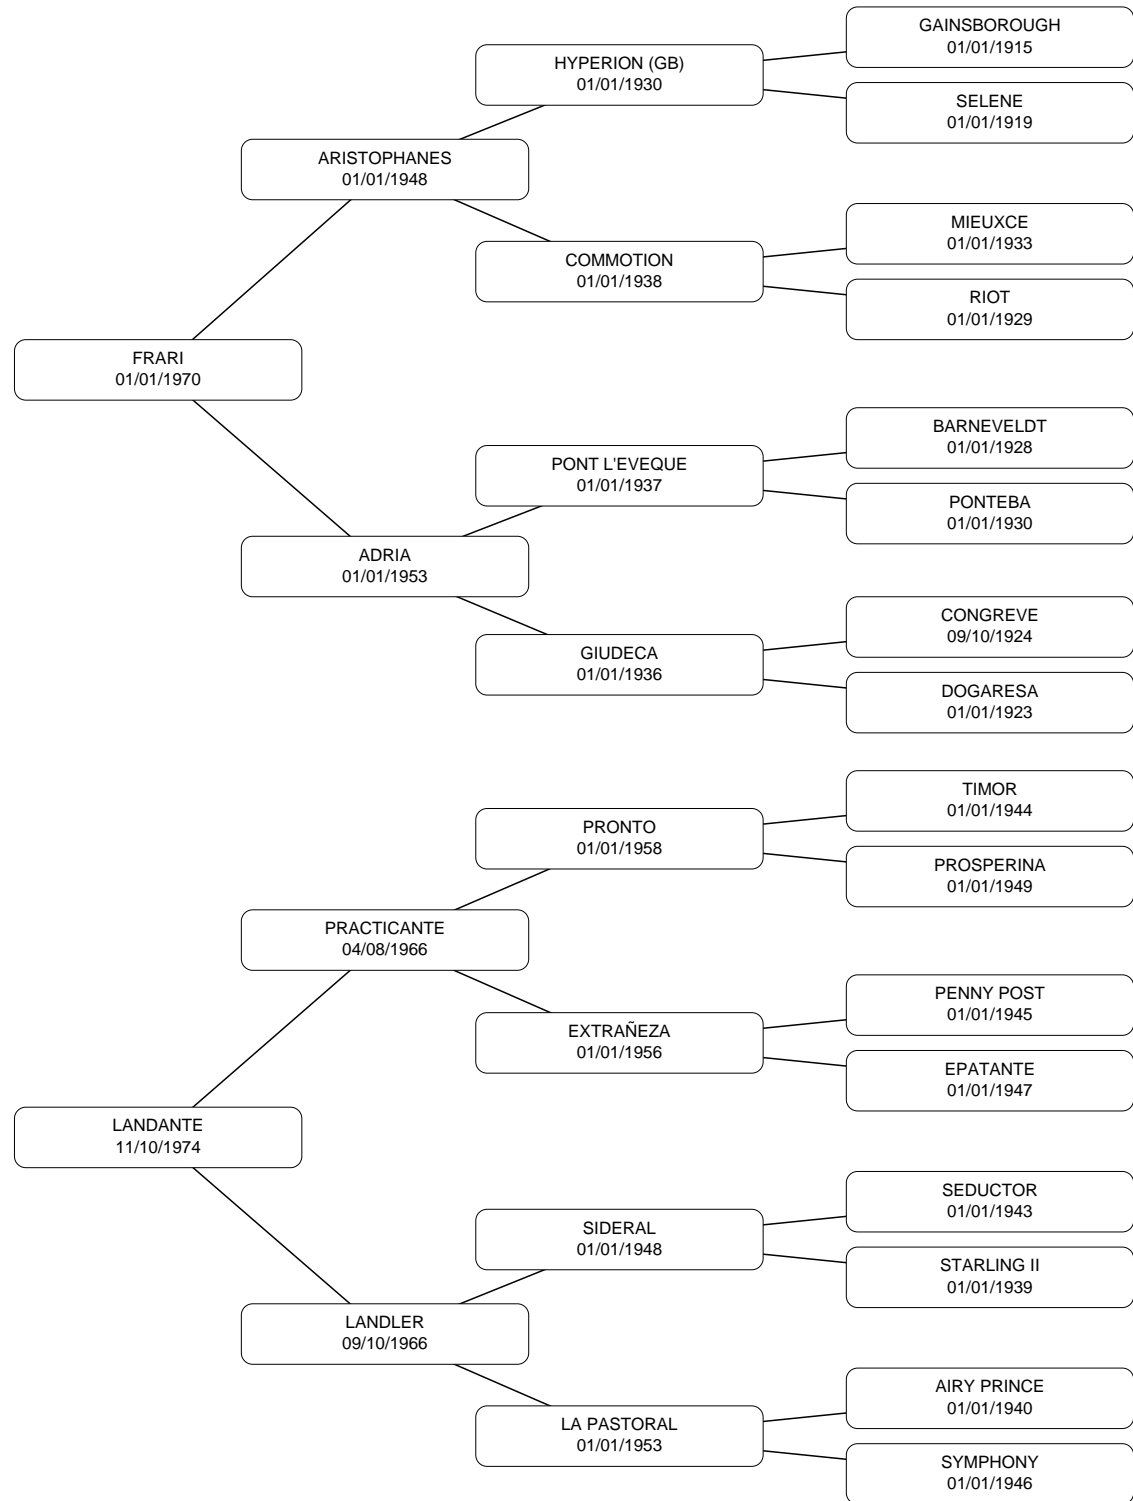 GAINSBOROUGH
01/01/1915
HYPERION (GB)
01/01/1930
SELENE
01/01/1919
ARISTOPHANES
01/01/1948
MIEUXCE
01/01/1933
COMMOTION
01/01/1938
RIOT
01/01/1929
FRARI
01/01/1970
BARNEVELDT
01/01/1928
PONT L'EVEQUE
01/01/1937
PONTEBA
01/01/1930
ADRIA
01/01/1953
CONGREVE
09/10/1924
GIUDECA
01/01/1936
DOGARESA
01/01/1923
TIMOR
01/01/1944
PRONTO
01/01/1958
PROSPERINA
01/01/1949
PRACTICANTE
04/08/1966
PENNY POST
01/01/1945
EXTRAÑEZA
01/01/1956
EPATANTE
01/01/1947
LANDANTE
11/10/1974
SEDUCTOR
01/01/1943
SIDERAL
01/01/1948
STARLING II
01/01/1939
LANDLER
09/10/1966
AIRY PRINCE
01/01/1940
LA PASTORAL
01/01/1953
SYMPHONY
01/01/1946